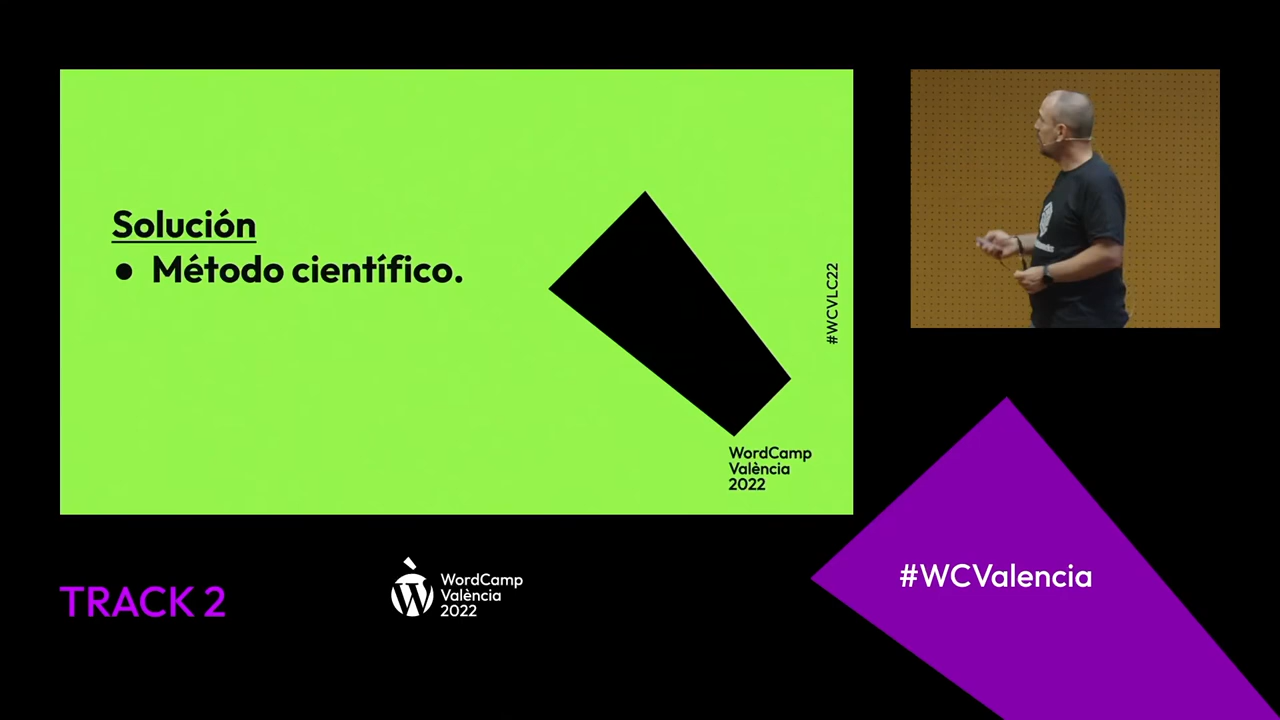 Solución
● Método científico.
#WCVLC22
WordCamp
València
2022
TRACK 2
WordCamp
València
2022
#WCValencia